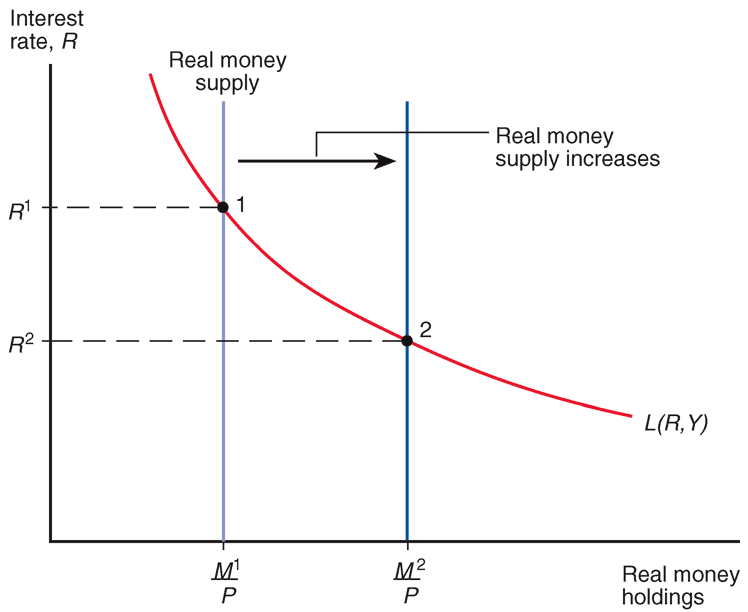 Interest
rate, R
Real money
supply
Real money
supply increases
1
R¹
2
R²
L(R,Y)
M¹
P
M²
P
Real money
holdings